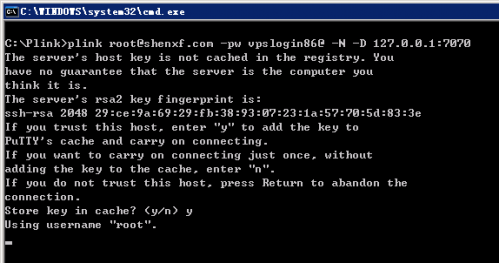 C:\WINDOWS\system32\cmd.exe
C:\Plink>plink root@shenxf.com -pw vpslogin86@ -N -D 127.0.0.1:7070
The server's host key is not cached in the registry. You
have no guarantee that the server is the computer you
think it is.
The server's rsa2 key fingerprint is:
ssh-rsa 2048 29:ce:9a:69:29:fb:38:93:07:23:1a:57:70:5d:83:3e
If you trust this host, enter "y" to add the key to
PuTTY's cache and carry on connecting.
If you want to carry on connecting just once, without
adding the key to the cache, enter "n".
If you do not trust this host, press Return to abandon the
connection.
Store key in cache? (y/n) y
Using username "root".